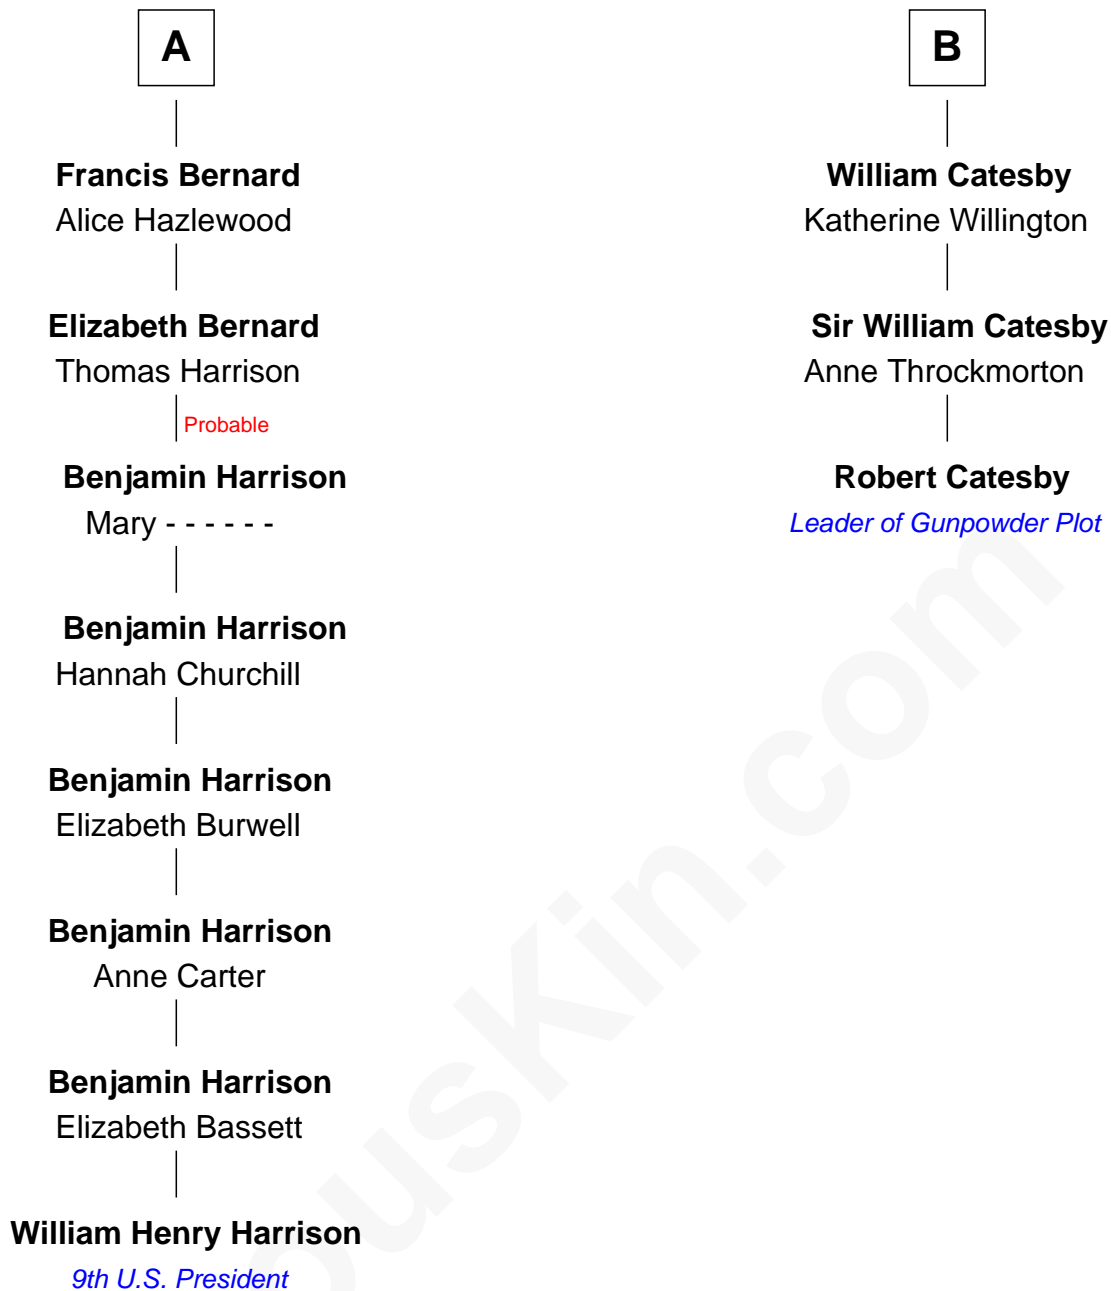 A
Francis Bernard
Alice Hazlewood
Elizabeth Bernard
Thomas Harrison
Probable
Benjamin Harrison
Mary - - - - - -
Benjamin Harrison
Hannah Churchill
Benjamin Harrison
Elizabeth Burwell
Benjamin Harrison
Anne Carter
Benjamin Harrison
Elizabeth Bassett
William Henry Harrison
9th U.S. President
B
William Catesby
Katherine Willington
Sir William Catesby
Anne Throckmorton
Robert Catesby
Leader of Gunpowder Plot
ousKin.com